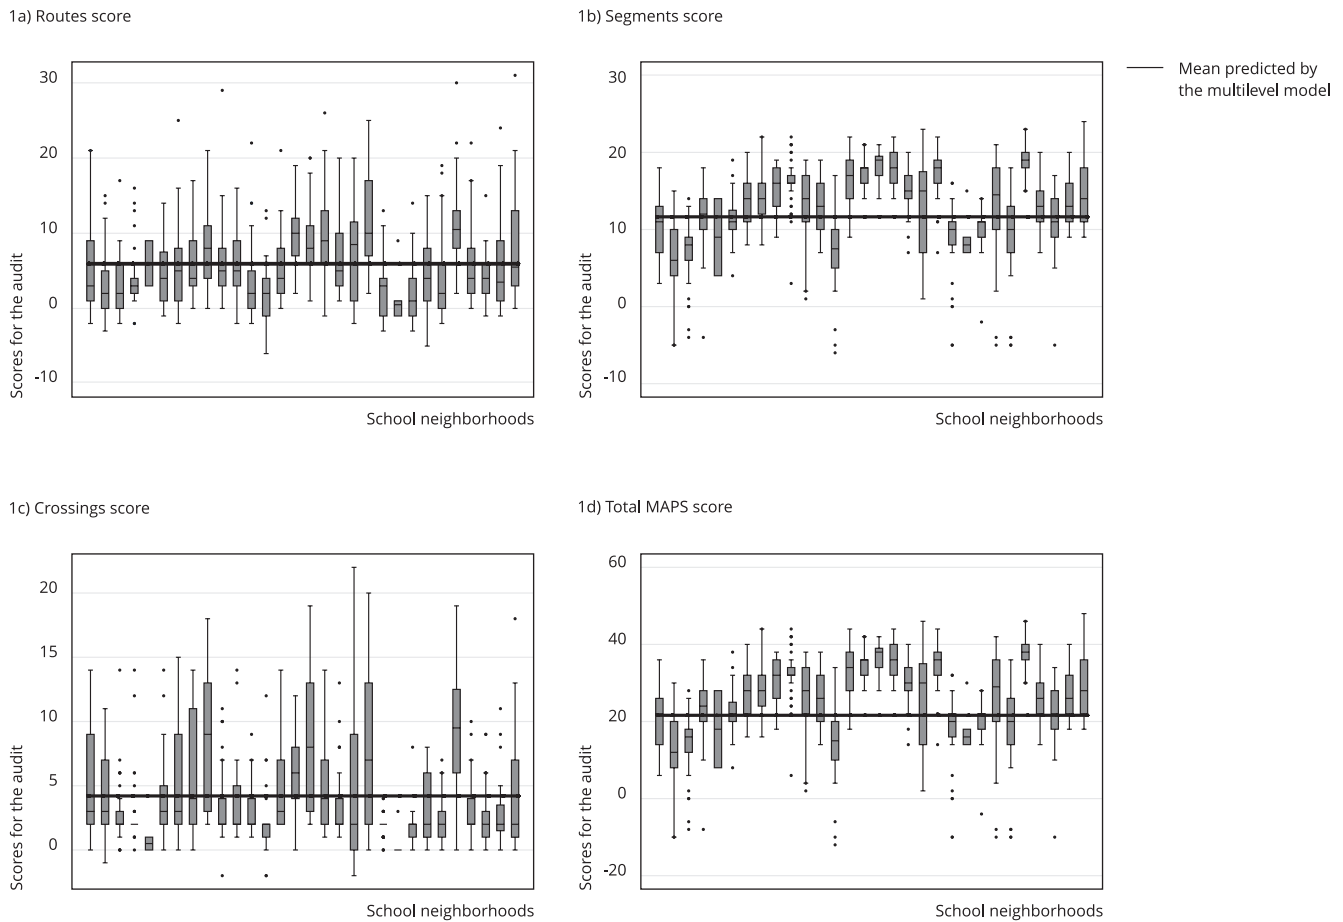 1a) Routes score
30
20
10
0
-10
Scores for the audit
School neighborhoods
1b) Segments score
30
20
10
0
-10
Scores for the audit
School neighborhoods
Mean predicted by
the multilevel model
1c) Crossings score
20
15
10
5
0
Scores for the audit
School neighborhoods
1d) Total MAPS score
60
40
20
0
-20
Scores for the audit
School neighborhoods